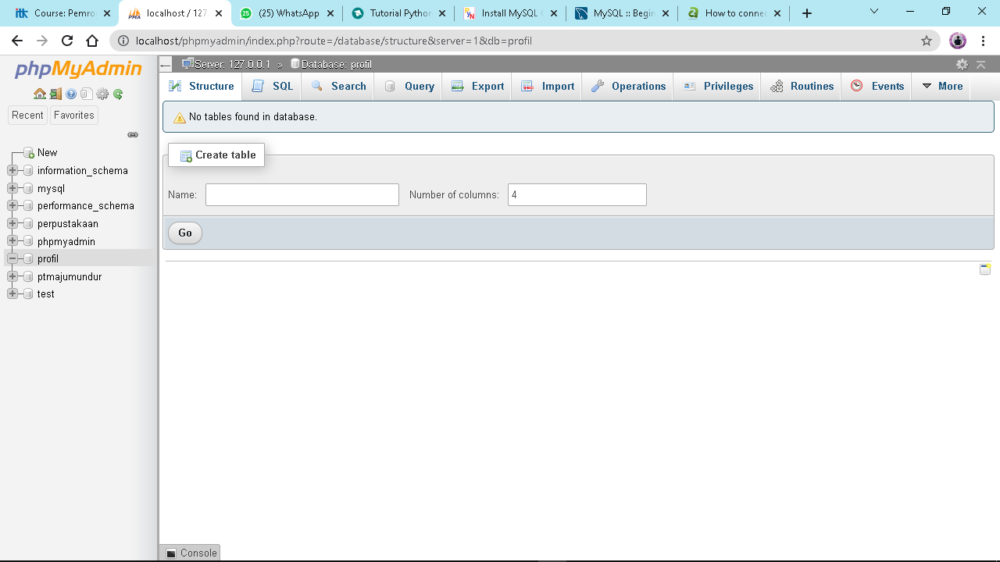 Course: Pemro
localhost / 127
(25) WhatsApp
Tutorial Python
Install MySQL
MySQL :: Begin
How to connec
localhost/phpmyadmin/index.php?route=/database/structure&server=1&db=profil
phpMyAdmin
Recent Favorites
New
information_schema
mysql
performance_schema
perpustakaan
phpmyadmin
profil
ptmajumundur
test
Server: 127.0.0.1 » Database: profil
Structure SQL Search Query Export Import Operations Privileges Routines Events More
No tables found in database.
Create table
Name: Number of columns: 4
Go
Console